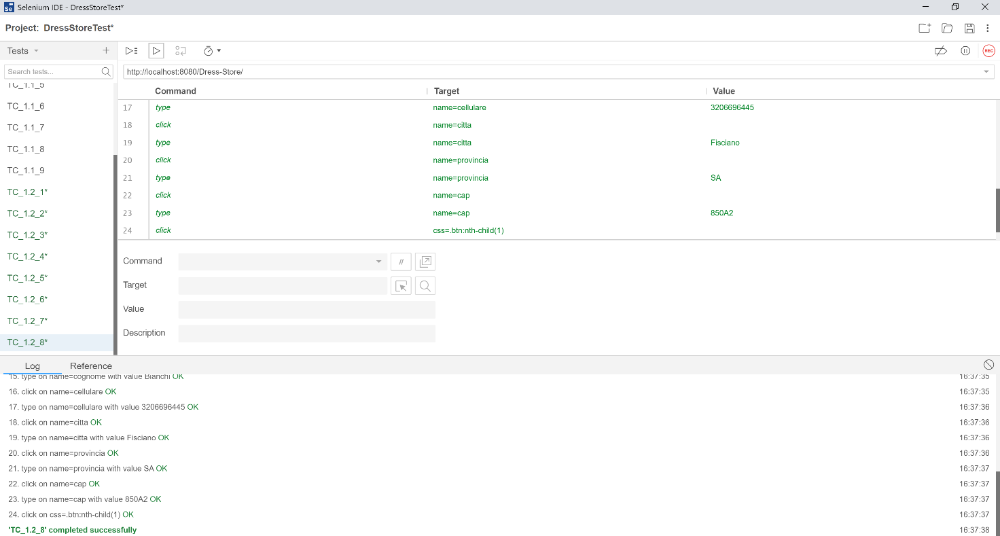 Se Selenium IDE - DressStoreTest*
Project: DressStoreTest*
Tests
REC
Search tests...
http://localhost:8080/Dress-Store/
Command Target Value
TC_1.1_5
TC_1.1_6
TC_1.1_7
TC_1.1_8
TC_1.1_9
TC_1.2_1*
TC_1.2_2*
TC_1.2_3*
TC_1.2_4*
TC_1.2_5*
TC_1.2_6*
TC_1.2_7*
TC_1.2_8*
17 type name=cellulare 3206696445
18 click name=citta
19 type name=citta Fisciano
20 click name=provincia
21 type name=provincia SA
22 click name=cap
23 type name=cap 850A2
24 click css=.btn:nth-child(1)
Command //
Target
Value
Description
Log Reference
15. type on name=cognome with value Bianchi OK 16:37:35
16. click on name=cellulare OK 16:37:35
17. type on name=cellulare with value 3206696445 OK 16:37:36
18. click on name=citta OK 16:37:36
19. type on name=citta with value Fisciano OK 16:37:36
20. click on name=provincia OK 16:37:36
21. type on name=provincia with value SA OK 16:37:37
22. click on name=cap OK 16:37:37
23. type on name=cap with value 850A2 OK 16:37:37
24. click on css=.btn:nth-child(1) OK 16:37:37
'TC_1.2_8' completed successfully 16:37:38